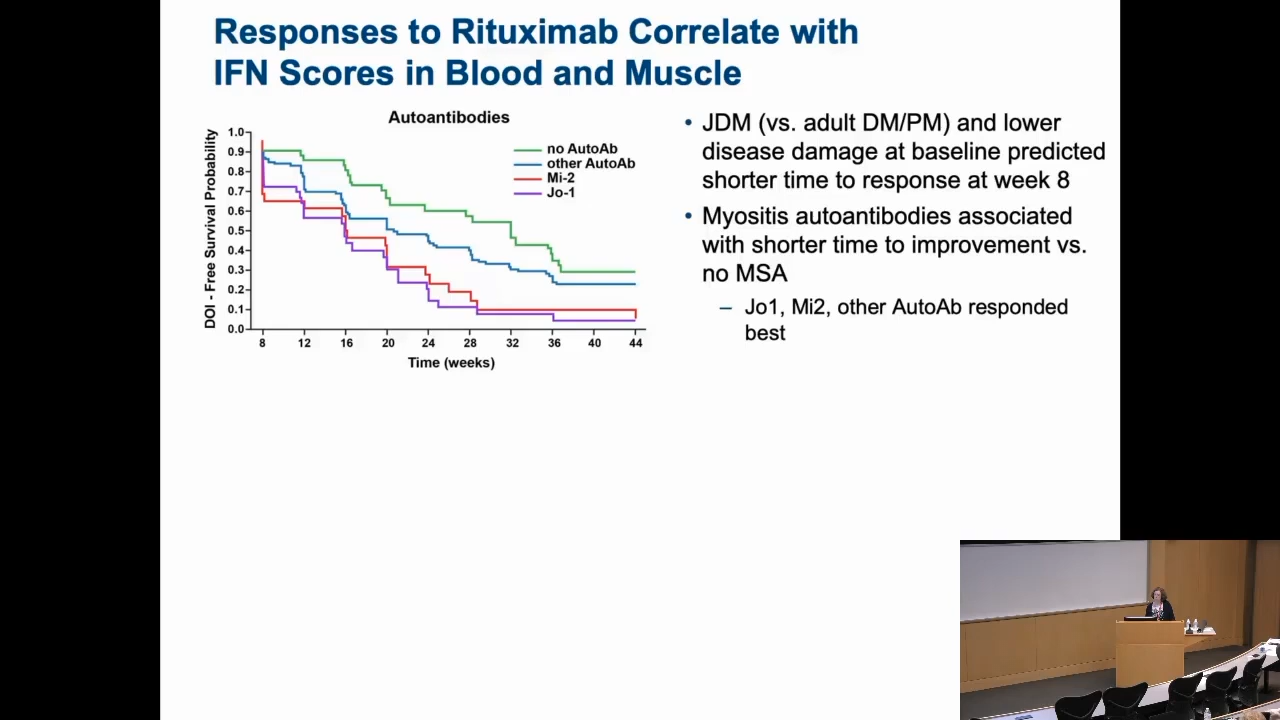 Responses to Rituximab Correlate with
IFN Scores in Blood and Muscle
Autoantibodies
DOI - Free Survival Probability
1.0
0.9
0.8
0.7
0.6
0.5
0.4
0.3
0.2
0.1
0.0
no AutoAb
other AutoAb
Mi-2
Jo-1
8 12 16 20 24 28 32 36 40 44
Time (weeks)
• JDM (vs. adult DM/PM) and lower
disease damage at baseline predicted
shorter time to response at week 8
• Myositis autoantibodies associated
with shorter time to improvement vs.
no MSA
– Jo1, Mi2, other AutoAb responded
best